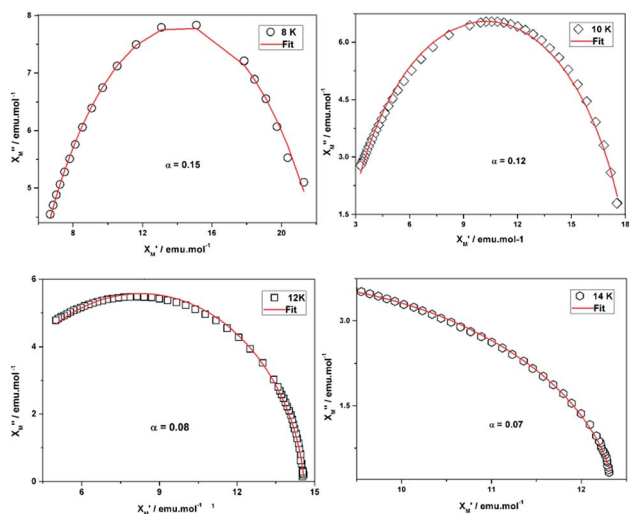 8
7
6
5
8 K
Fit
α = 0.15
8
12
16
20
X_M' / emu.mol⁻¹
X_M'' / emu.mol⁻¹
6.0
4.5
3.0
1.5
10 K
Fit
α = 0.12
3
6
9
12
15
18
X_M' / emu.mol-1
X_M'' / emu.mol⁻¹
6
4
2
0
12K
Fit
α = 0.08
6
9
12
15
X_M' / emu.mol⁻¹ ¹
X_M'' / emu.mol⁻¹
3.6
1.8
14 K
Fit
α = 0.07
10
11
12
X_M' / emu.mol⁻¹
X_M'' / emu.mol⁻¹